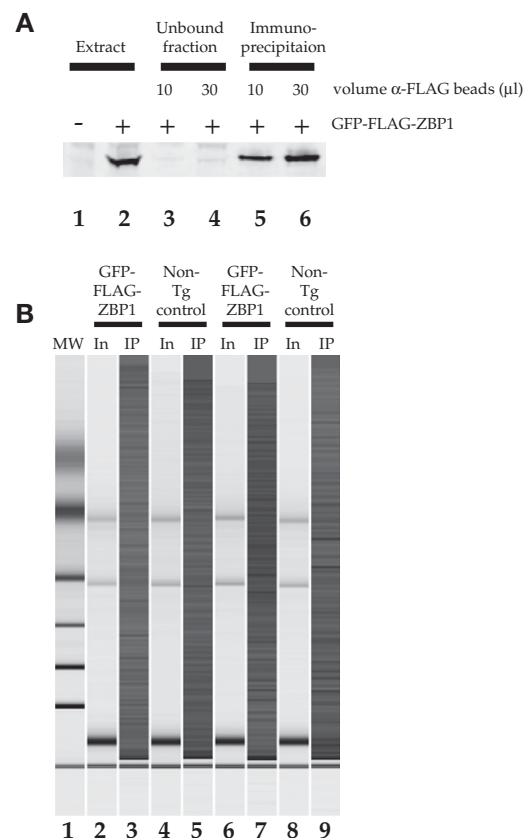 A
Extract
Unbound
fraction
Immuno-
precipitaion
10 30 10 30 volume α-FLAG beads (µl)
- + + + + + GFP-FLAG-ZBP1
1 2 3 4 5 6
B
GFP-
FLAG-
ZBP1
Non-
Tg
control
GFP-
FLAG-
ZBP1
Non-
Tg
control
MW In IP In IP In IP In IP
1 2 3 4 5 6 7 8 9